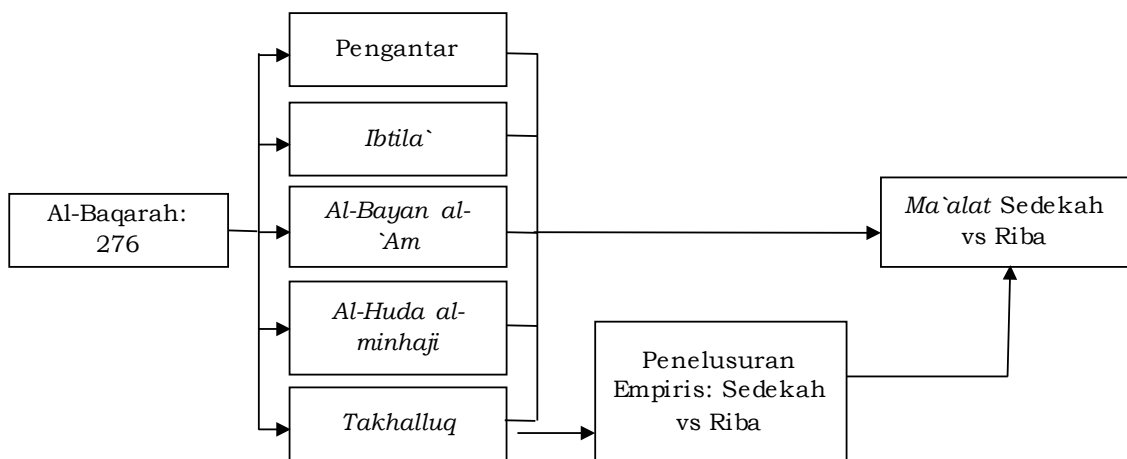 Pengantar
Ibtila`
Al-Baqarah:
276
Al-Bayan al-
`Am
Ma`alat Sedekah
vs Riba
Al-Huda al-
minhaji
Penelusuran
Empiris: Sedekah
vs Riba
Takhalluq